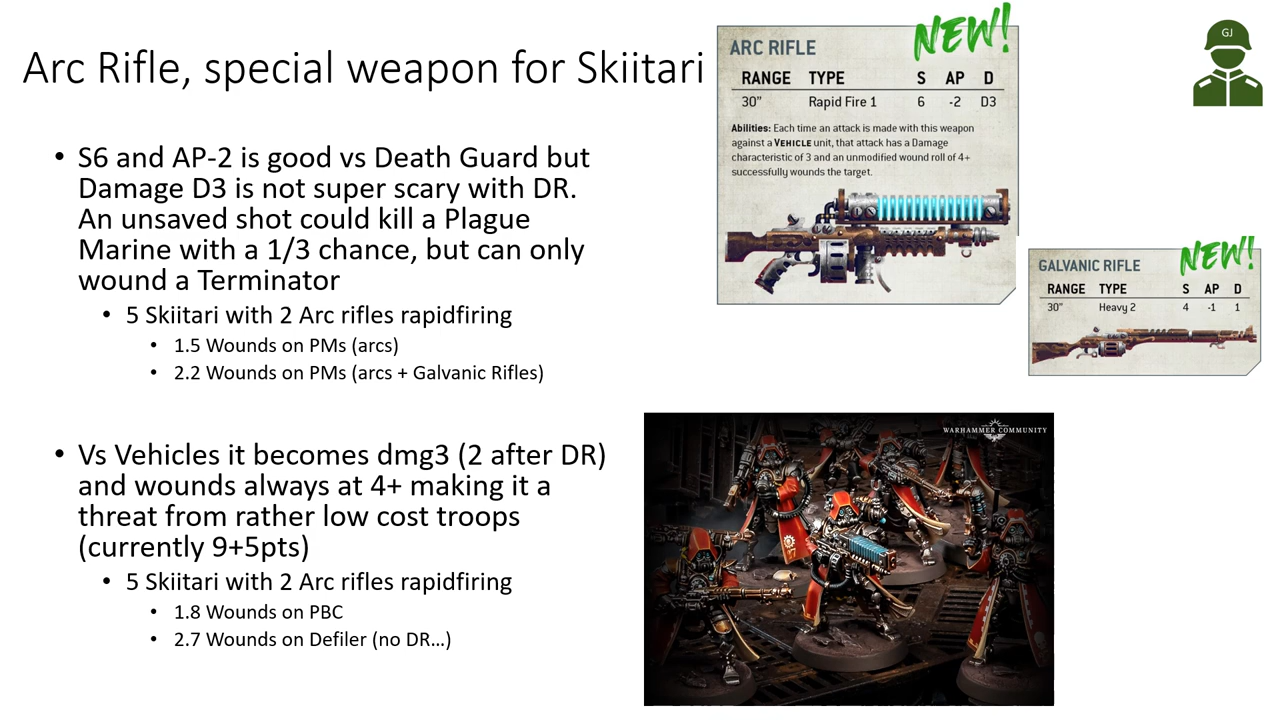 Arc Rifle, special weapon for Skiitari
• S6 and AP-2 is good vs Death Guard but
Damage D3 is not super scary with DR.
An unsaved shot could kill a Plague
Marine with a 1/3 chance, but can only
wound a Terminator
• 5 Skiitari with 2 Arc rifles rapidfiring
• 1.5 Wounds on PMs (arcs)
• 2.2 Wounds on PMs (arcs + Galvanic Rifles)
• Vs Vehicles it becomes dmg3 (2 after DR)
and wounds always at 4+ making it a
threat from rather low cost troops
(currently 9+5pts)
• 5 Skiitari with 2 Arc rifles rapidfiring
• 1.8 Wounds on PBC
• 2.7 Wounds on Defiler (no DR...)
NEW!
ARC RIFLE
RANGE TYPE S AP D
30" Rapid Fire 1 6 -2 D3
Abilities: Each time an attack is made with this weapon
against a VEHICLE unit, that attack has a Damage
characteristic of 3 and an unmodified wound roll of 4+
successfully wounds the target.
GJ
NEW!
GALVANIC RIFLE
RANGE TYPE S AP D
30" Heavy 2 4 -1 1
WARHAMMER COMMUNITY